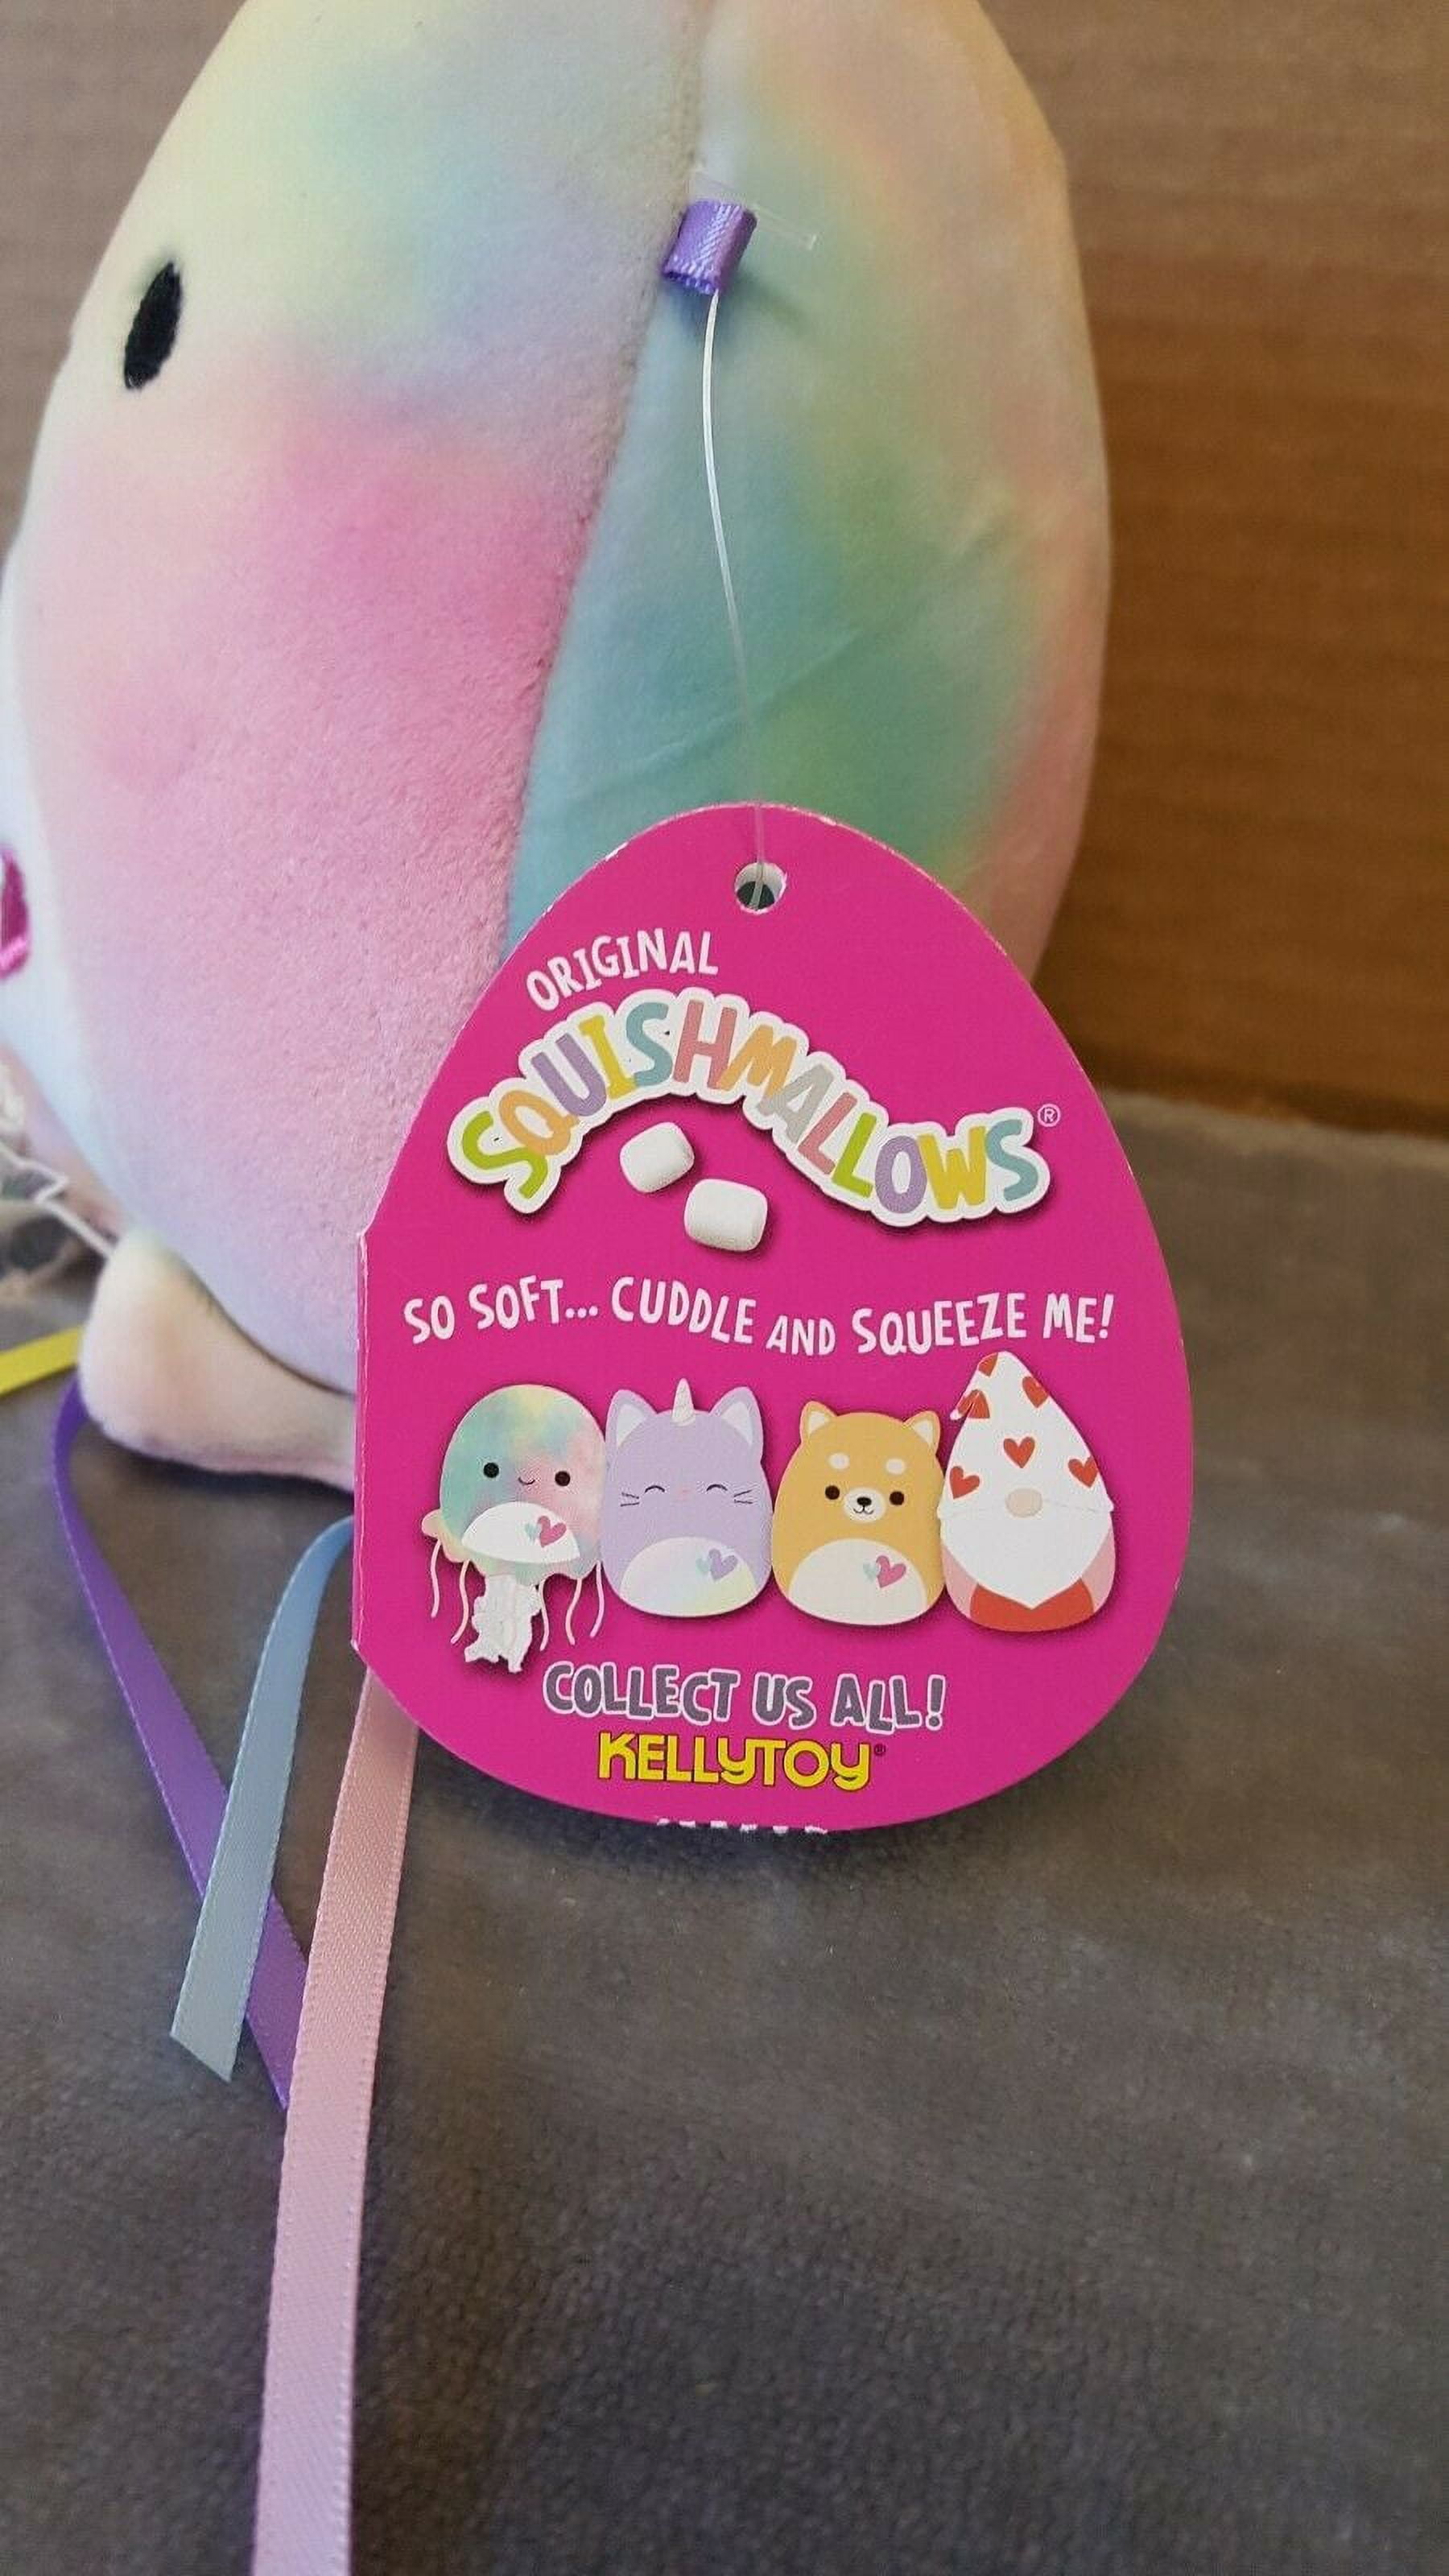 ORIGINAL
SQUISHMALLOWS®
SO SOFT... CUDDLE AND SQUEEZE ME!
COLLECT US ALL!
KELLYTOY®